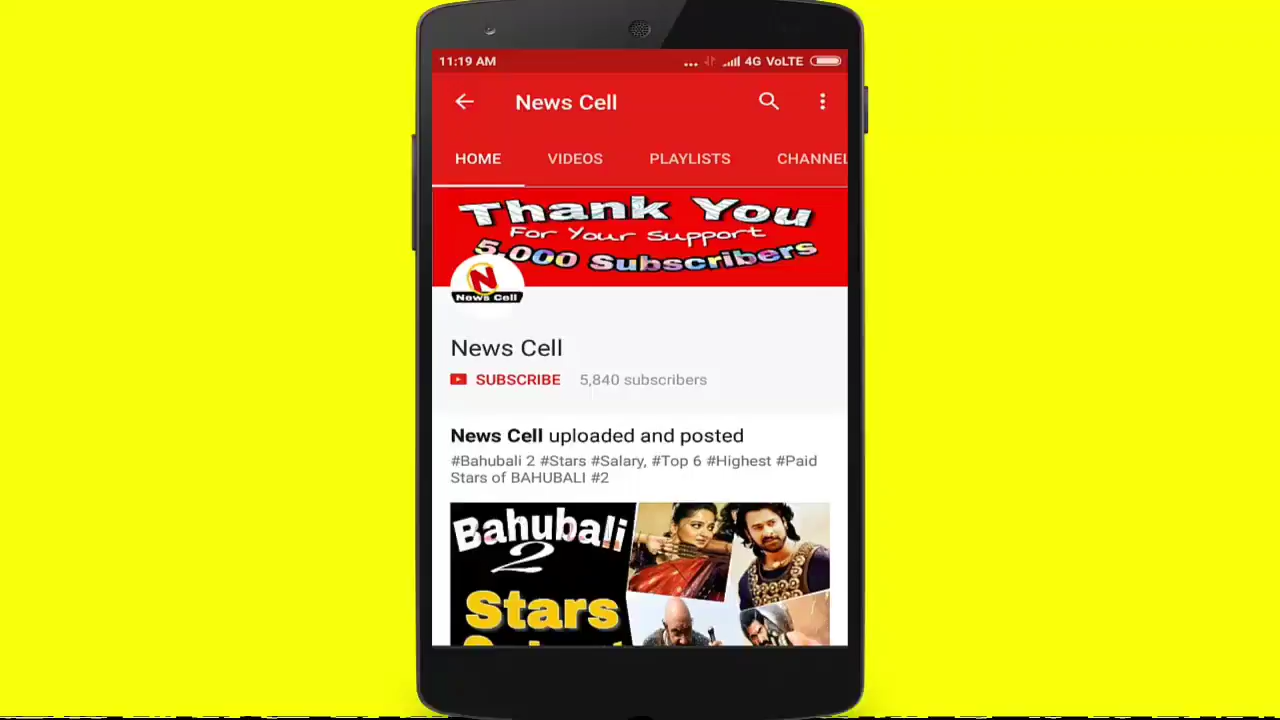 11:19 AM
4G VoLTE
News Cell
HOME VIDEOS PLAYLISTS CHANNEL
Thank You
For Your Support
5,000 Subscribers
N
News Cell
News Cell
SUBSCRIBE 5,840 subscribers
News Cell uploaded and posted
#Bahubali 2 #Stars #Salary, #Top 6 #Highest #Paid
Stars of BAHUBALI #2
Bahubali
2
Stars